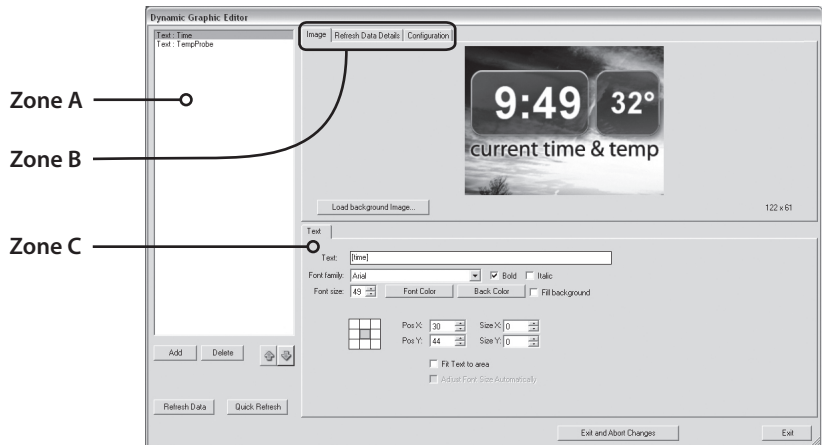 Dynamic Graphic Editor
Text : Time
Text : TempProbe
Zone A
Zone B
Zone C
Image Refresh Data Details Configuration
9:49 32°
current time & temp
Load background Image... 122 x 61
Text
Text: [time]
Font family: Arial Bold Italic
Font size: 49 Font Color Back Color Fill background
Pos X: 30 Size X: 0
Pos Y: 44 Size Y: 0
Fit Text to area
Adjust Font Size Automatically
Add Delete
Refresh Data Quick Refresh
Exit and Abort Changes Exit